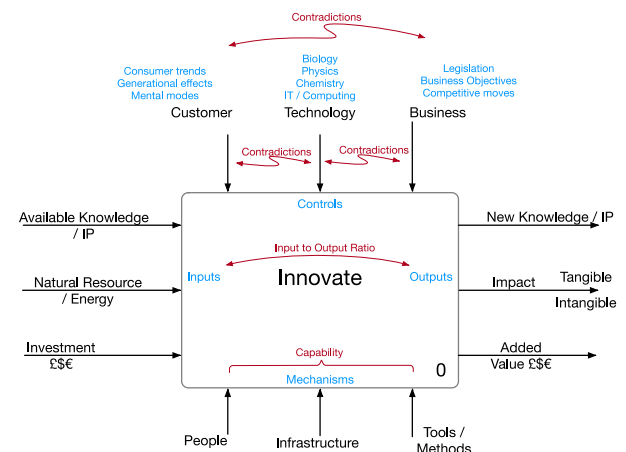 Contradictions
Biology
Physics
Chemistry
IT / Computing
Consumer trends
Generational effects
Mental modes
Legislation
Business Objectives
Competitive moves
Customer
Technology
Business
Contradictions
Contradictions
Controls
Available Knowledge
/ IP
New Knowledge / IP
Input to Output Ratio
Natural Resource
/ Energy
Inputs
Innovate
Outputs
Impact
Tangible
Intangible
Investment
£$€
Capability
Added
Value £$€
0
Mechanisms
People
Infrastructure
Tools /
Methods